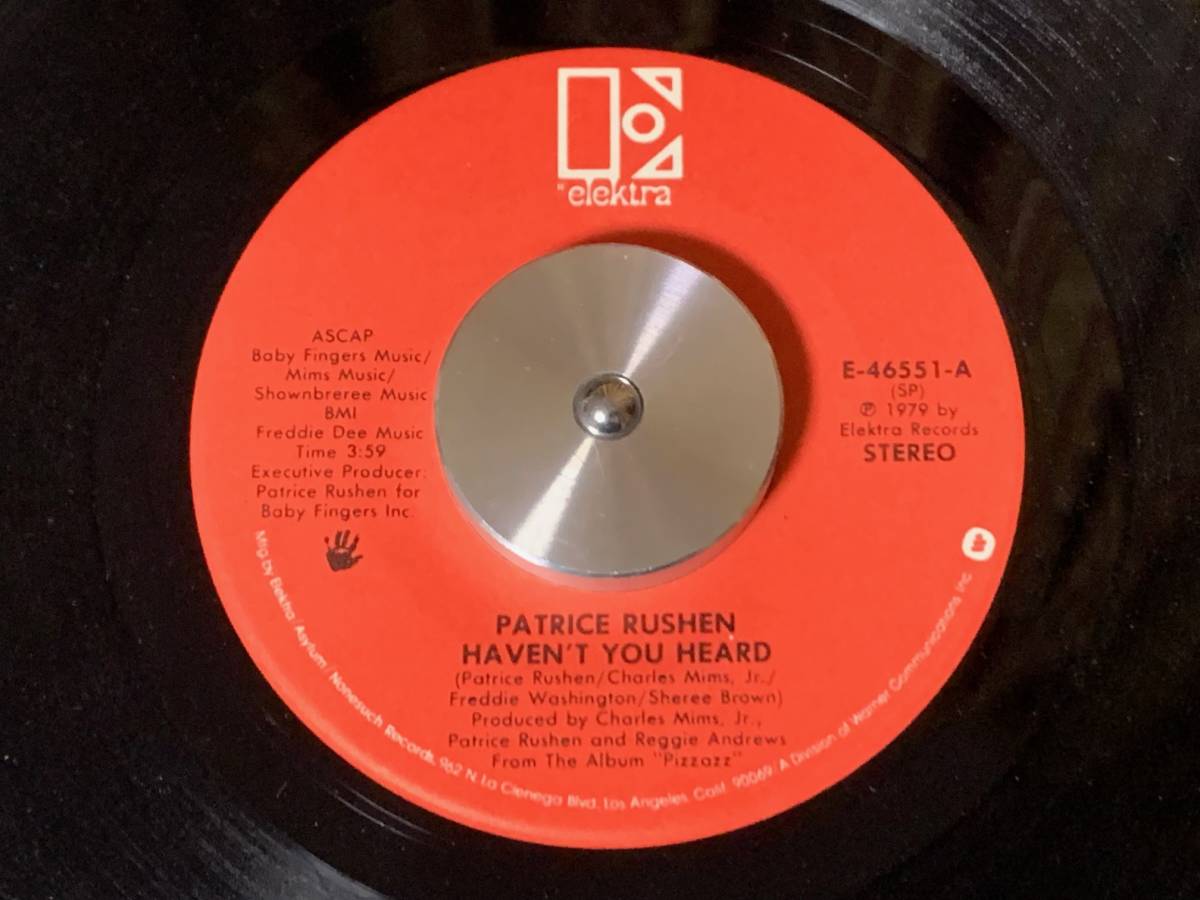 elektra
ASCAP
Baby Fingers Music/
Mims Music/
Shownbreree Music
BMI
Freddie Dee Music
Time 3:59
Executive Producer:
Patrice Rushen for
Baby Fingers Inc.
E-46551-A
(SP)
℗ 1979 by
Elektra Records
STEREO
PATRICE RUSHEN
HAVEN'T YOU HEARD
(Patrice Rushen/Charles Mims, Jr./
Freddie Washington/Sheree Brown)
Produced by Charles Mims, Jr.,
Patrice Rushen and Reggie Andrews
From The Album "Pizzazz"
Mfg by Elektra/Asylum/Nonesuch Records, 962 N. La Cienega Blvd, Los Angeles, Calif. 90069/A Division of Warner Communications Inc.